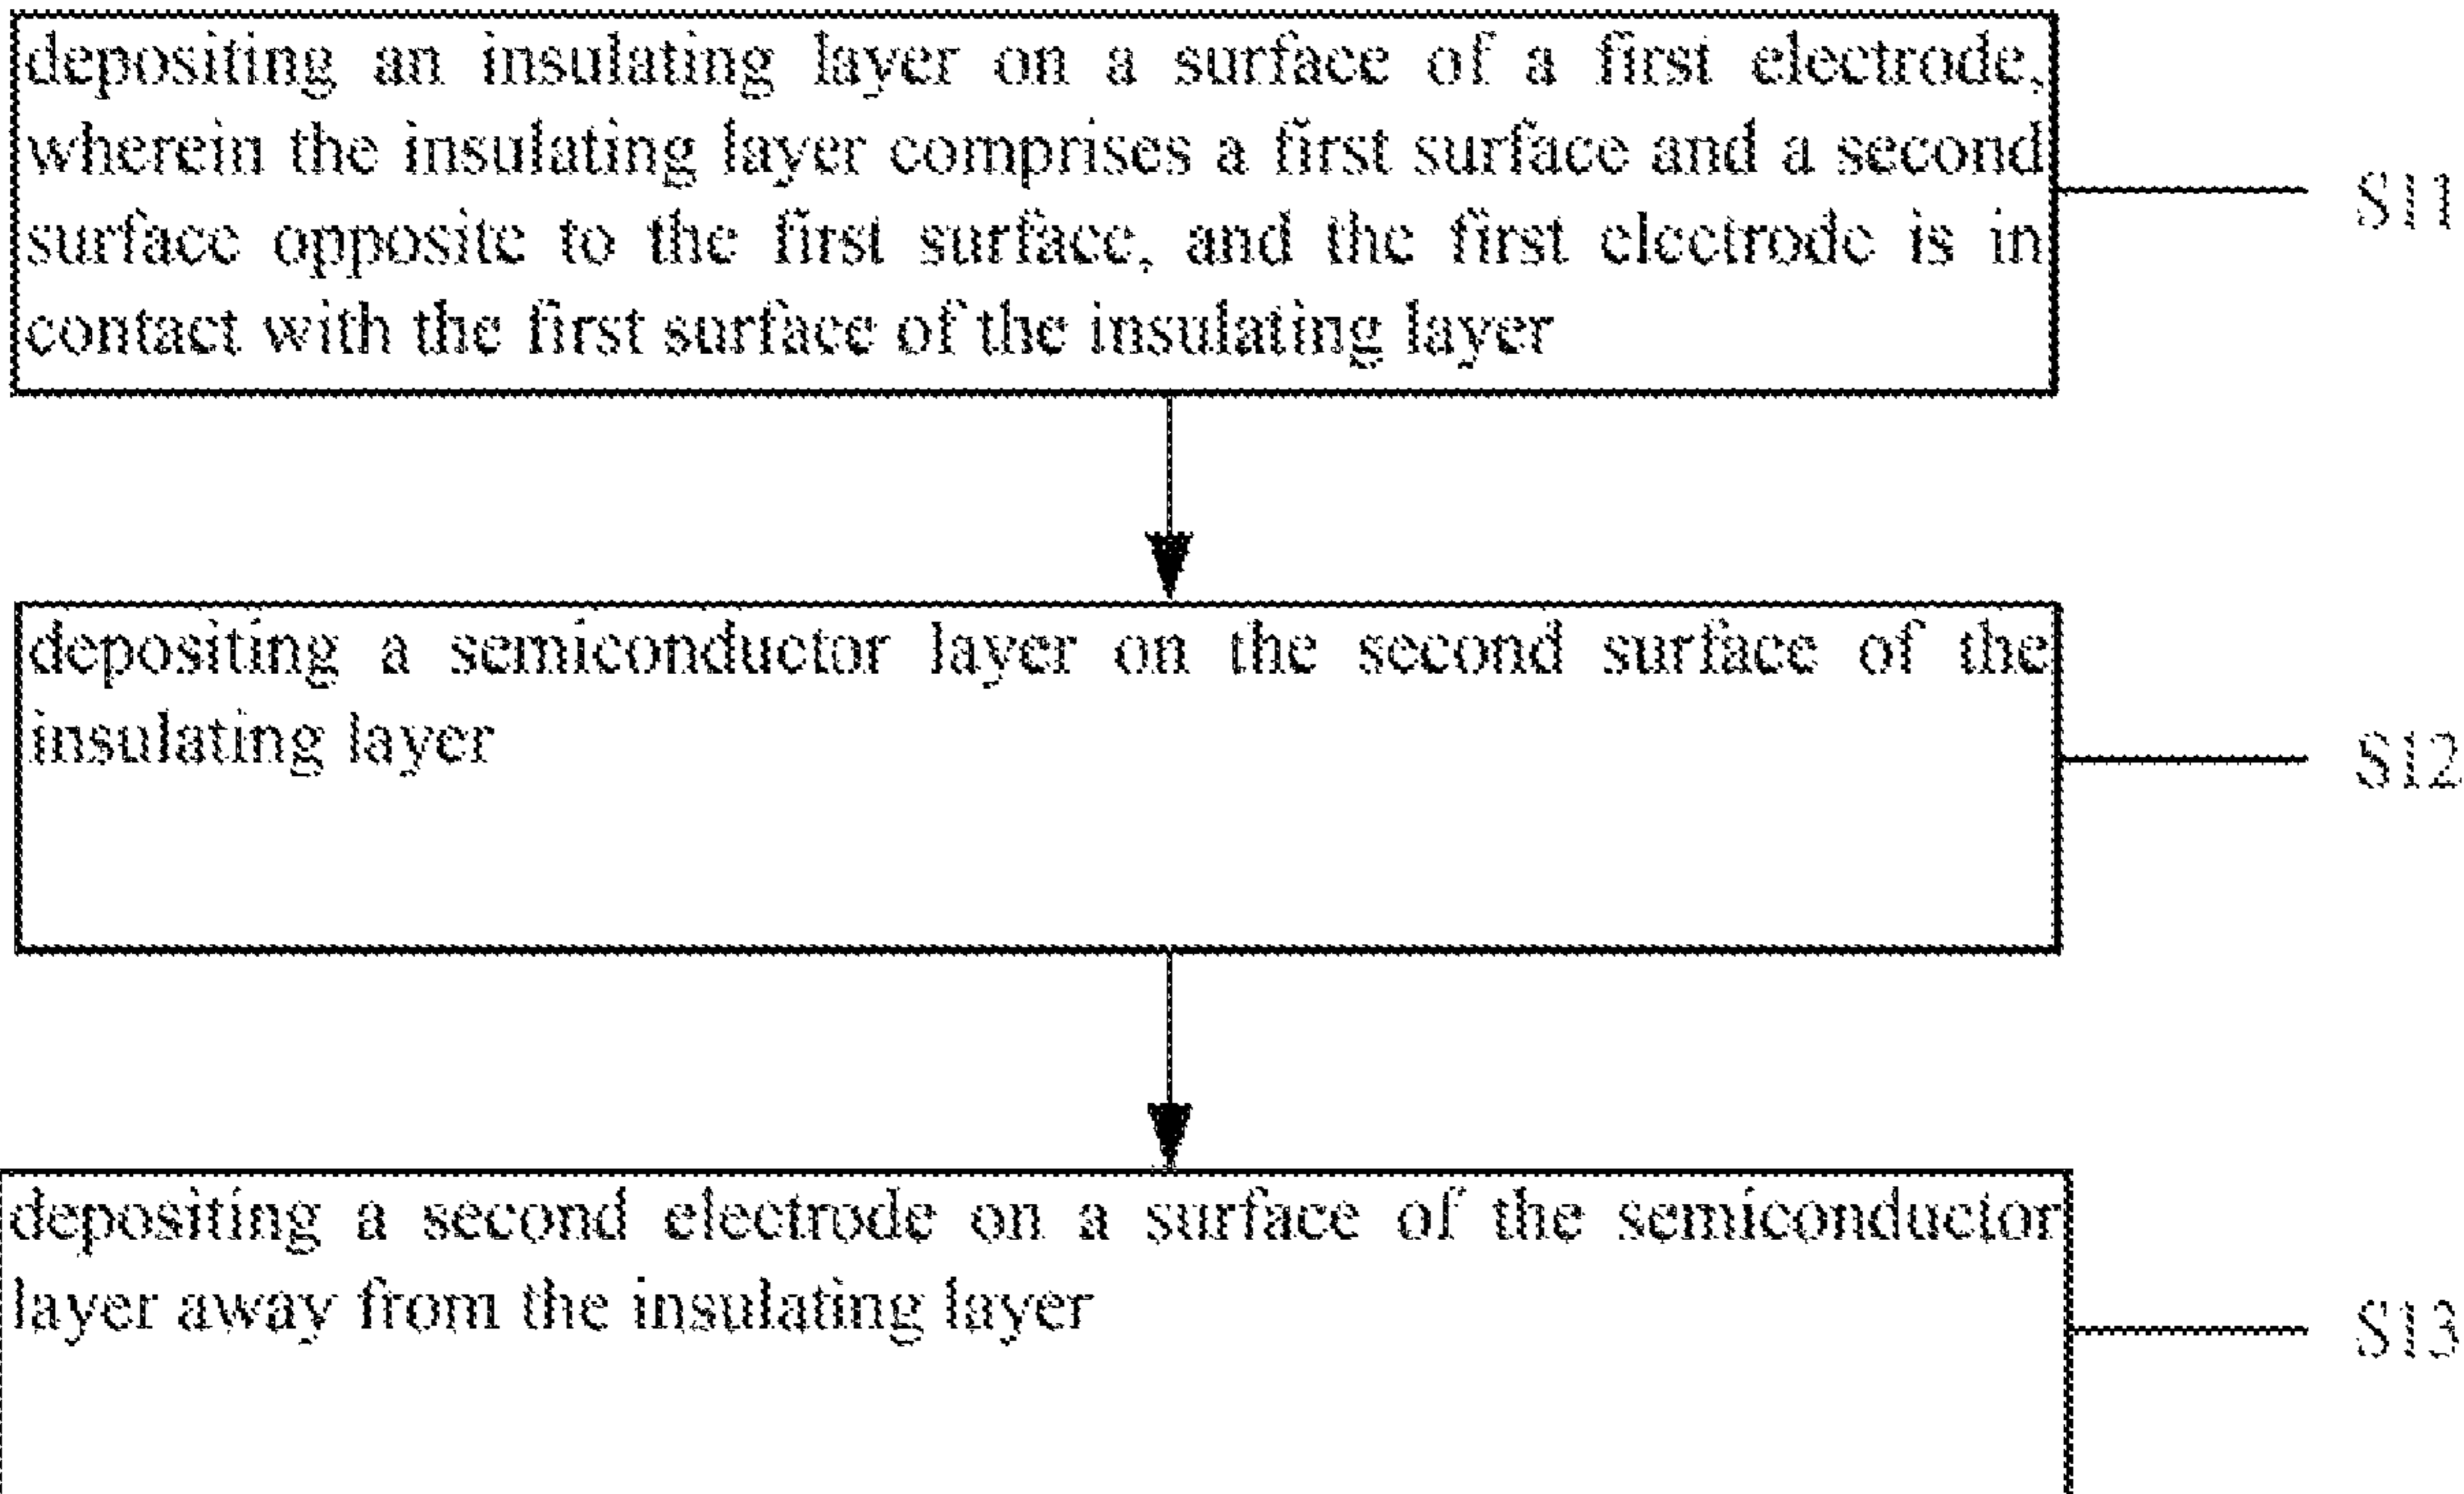 depositing an insulating layer on a surface of a first electrode,
wherein the insulating layer comprises a first surface and a second
surface opposite to the first surface, and the first electrode is in
contact with the first surface of the insulating layer
S11
depositing a semiconductor layer on the second surface of the
insulating layer
S12
depositing a second electrode on a surface of the semiconductor
layer away from the insulating layer
S13